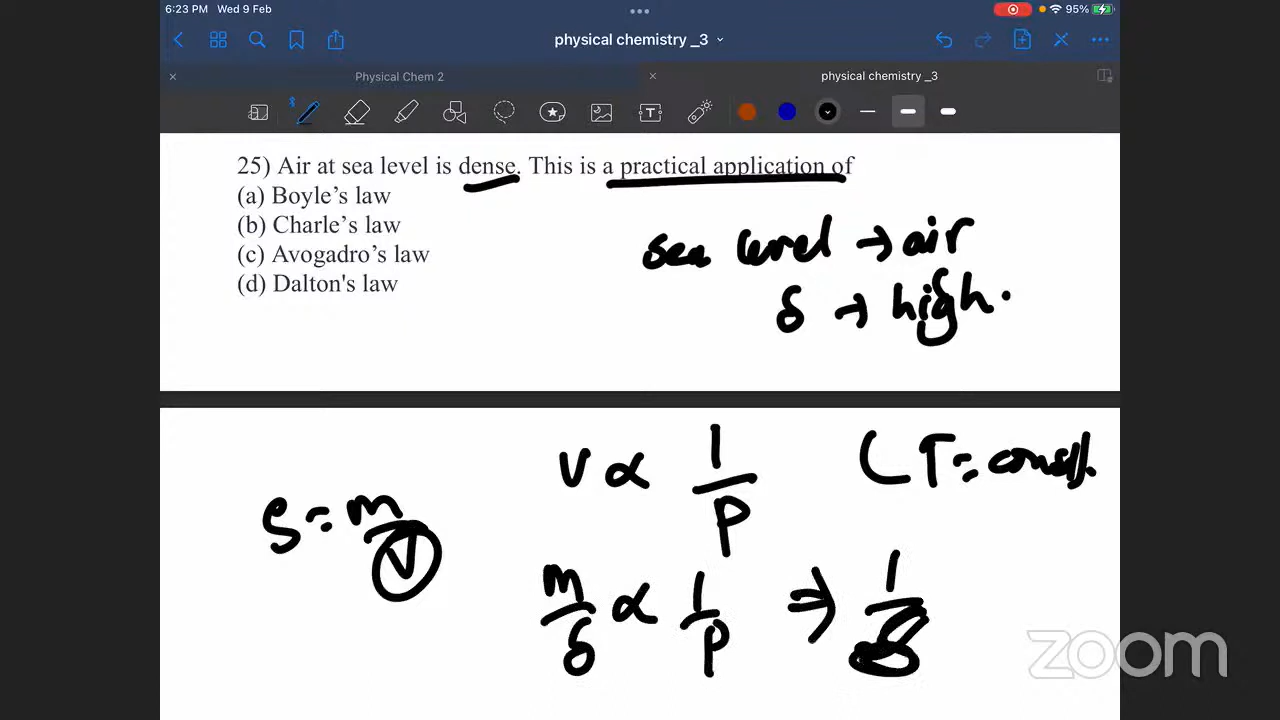 6:23 PM Wed 9 Feb
95%
physical chemistry _3
Physical Chem 2
physical chemistry _3
25) Air at sea level is dense. This is a practical application of
(a) Boyle's law
(b) Charle's law
(c) Avogadro's law
(d) Dalton's law
sea level → air
δ → high.
V ∝ 1/P ( T = const.
ρ = m/V
m/δ ∝ 1/P ⇒ 1/
zoom